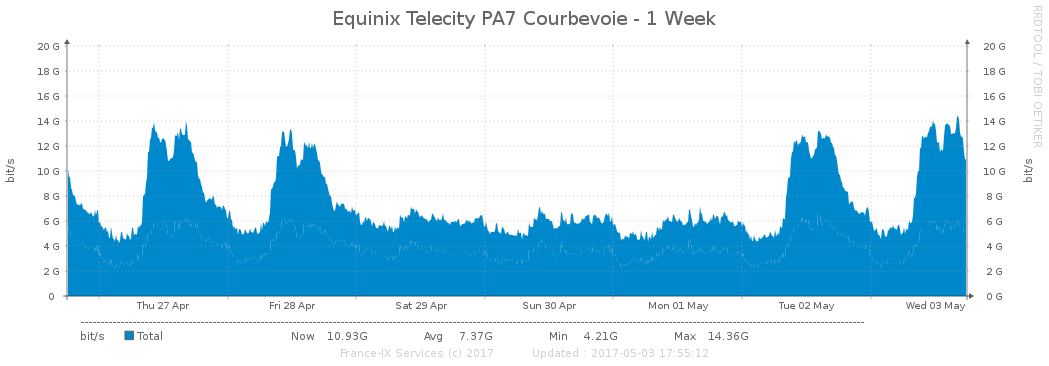 Equinix Telecity PA7 Courbevoie - 1 Week
RRDTOOL / TOBI OETIKER
bit/s
20 G 20 G
18 G 18 G
16 G 16 G
14 G 14 G
12 G 12 G
10 G 10 G
8 G 8 G
6 G 6 G
4 G 4 G
2 G 2 G
0 0 G
bit/s
Thu 27 Apr Fri 28 Apr Sat 29 Apr Sun 30 Apr Mon 01 May Tue 02 May Wed 03 May
bit/s Total Now 10.93G Avg 7.37G Min 4.21G Max 14.36G
France-IX Services (c) 2017 Updated : 2017-05-03 17:55:12